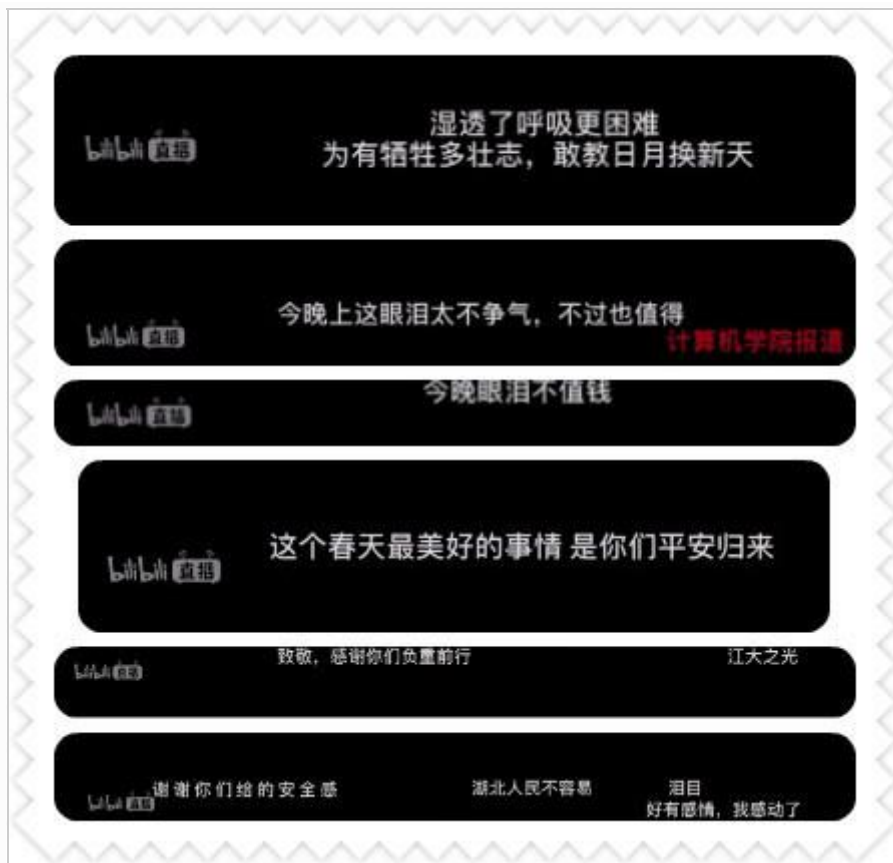 湿透了呼吸更困难
bilibili 直播
为有牺牲多壮志，敢教日月换新天
今晚上这眼泪太不争气，不过也值得
bilibili 直播
计算机学院报道
今晚眼泪不值钱
bilibili 直播
这个春天最美好的事情 是你们平安归来
bilibili 直播
致敬，感谢你们负重前行 江大之光
bilibili 直播
谢谢你们给的安全感 湖北人民不容易 泪目
bilibili 直播
好有感情，我感动了